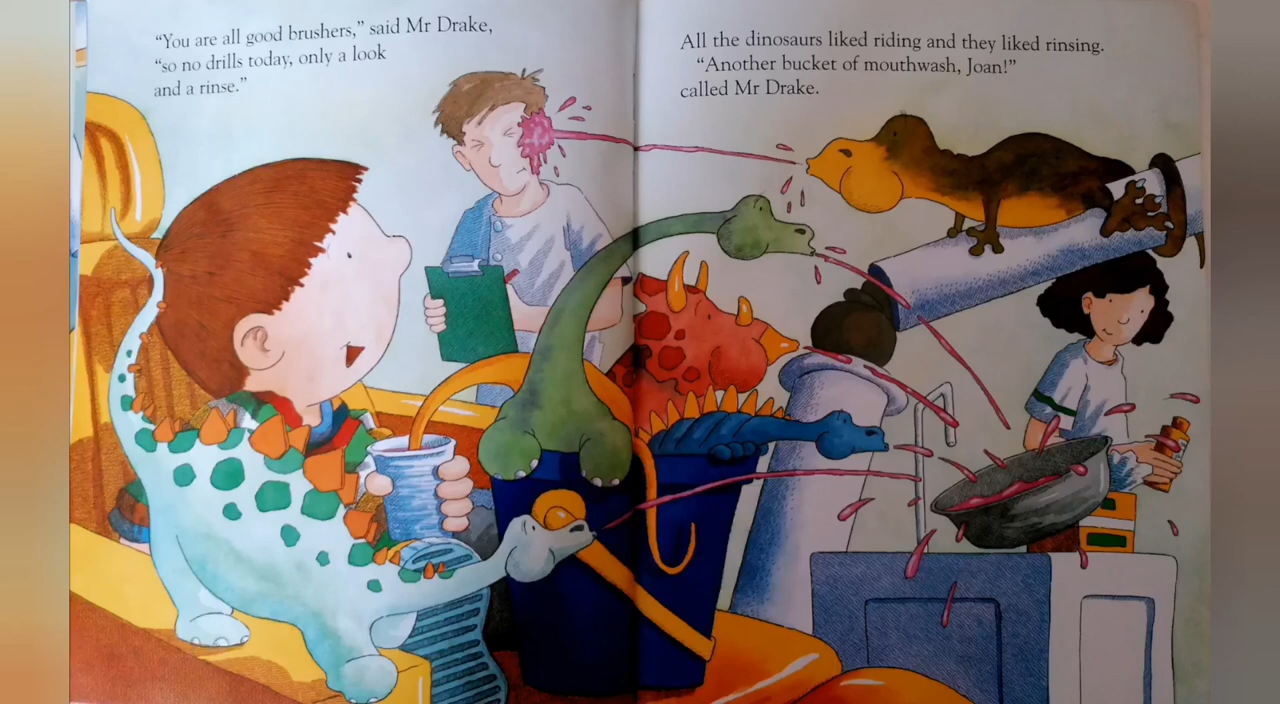 “You are all good brushers,” said Mr Drake,
“so no drills today, only a look
and a rinse.”
All the dinosaurs liked riding and they liked rinsing.
“Another bucket of mouthwash, Joan!”
called Mr Drake.